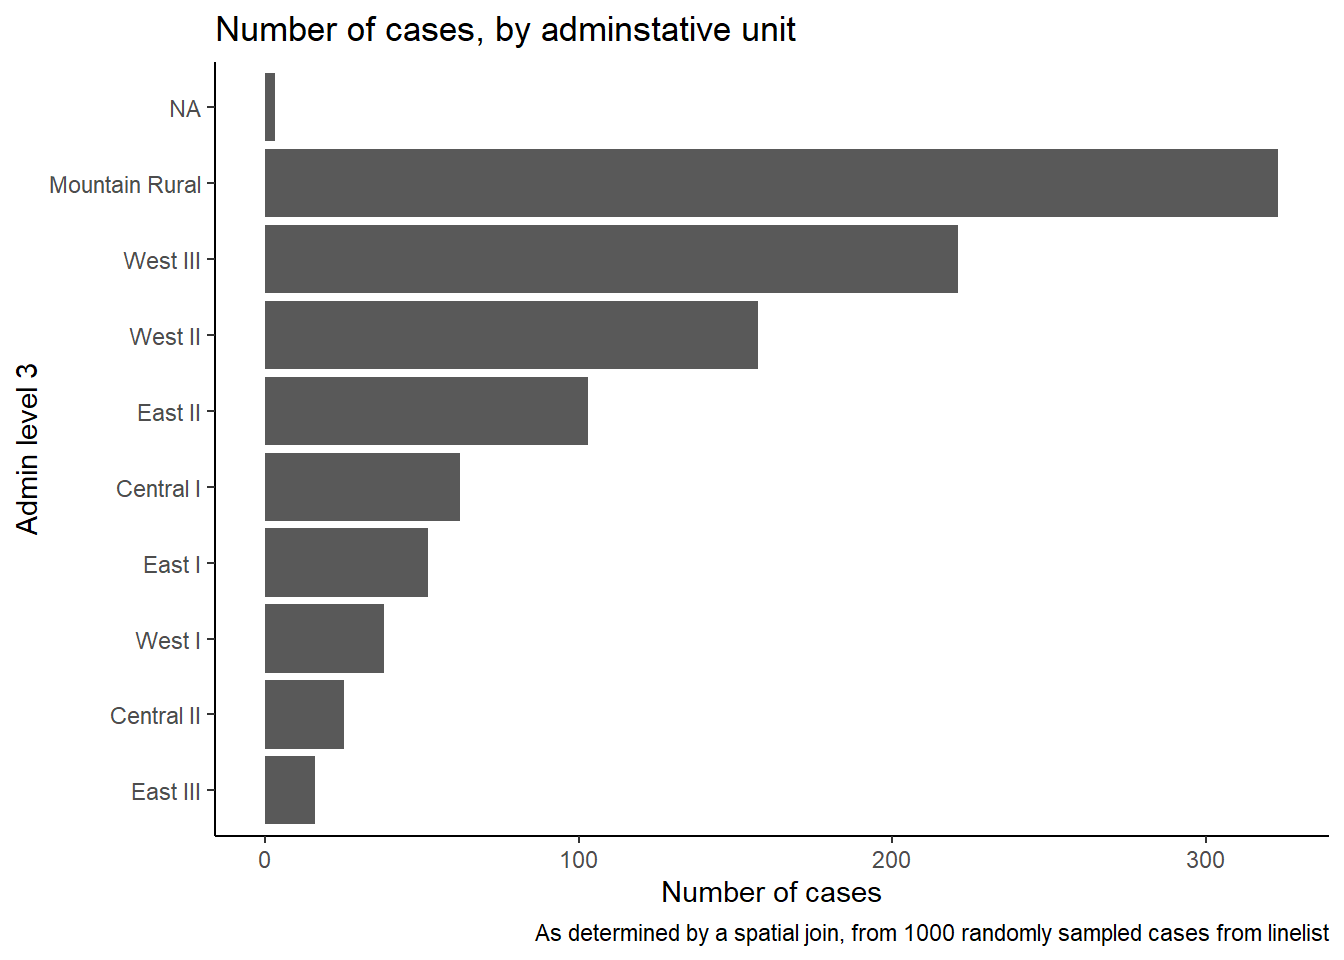 Number of cases, by adminstative unit
NA
Mountain Rural
West III
West II
East II
Central I
East I
West I
Central II
East III
Admin level 3
0 100 200 300
Number of cases
As determined by a spatial join, from 1000 randomly sampled cases from linelist